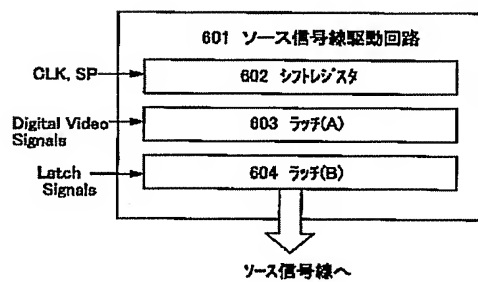 601 ソース信号線駆動回路
CLK, SP
602 ｼﾌﾄﾚｼﾞｽﾀ
Digital Video
Signals
603 ﾗｯﾁ(A)
Latch
Signals
604 ﾗｯﾁ(B)
ソース信号線へ